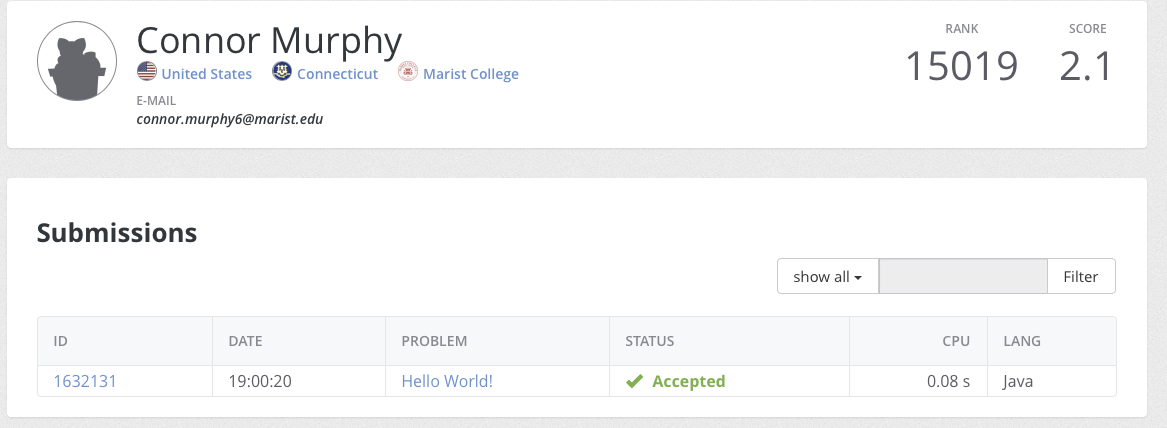 Connor Murphy
United States Connecticut Marist College
E-MAIL
connor.murphy6@marist.edu
RANK SCORE
15019 2.1
Submissions
show all Filter
ID DATE PROBLEM STATUS CPU LANG
1632131 19:00:20 Hello World! Accepted 0.08 s Java